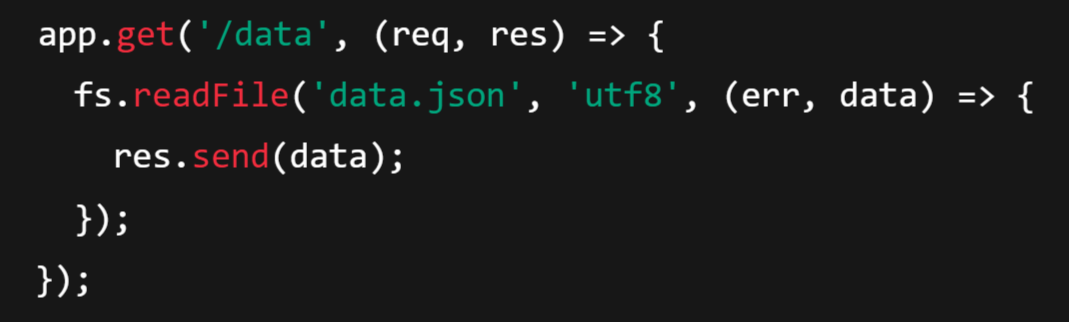 app.get('/data', (req, res) => {
  fs.readFile('data.json', 'utf8', (err, data) => {
    res.send(data);
  });
});